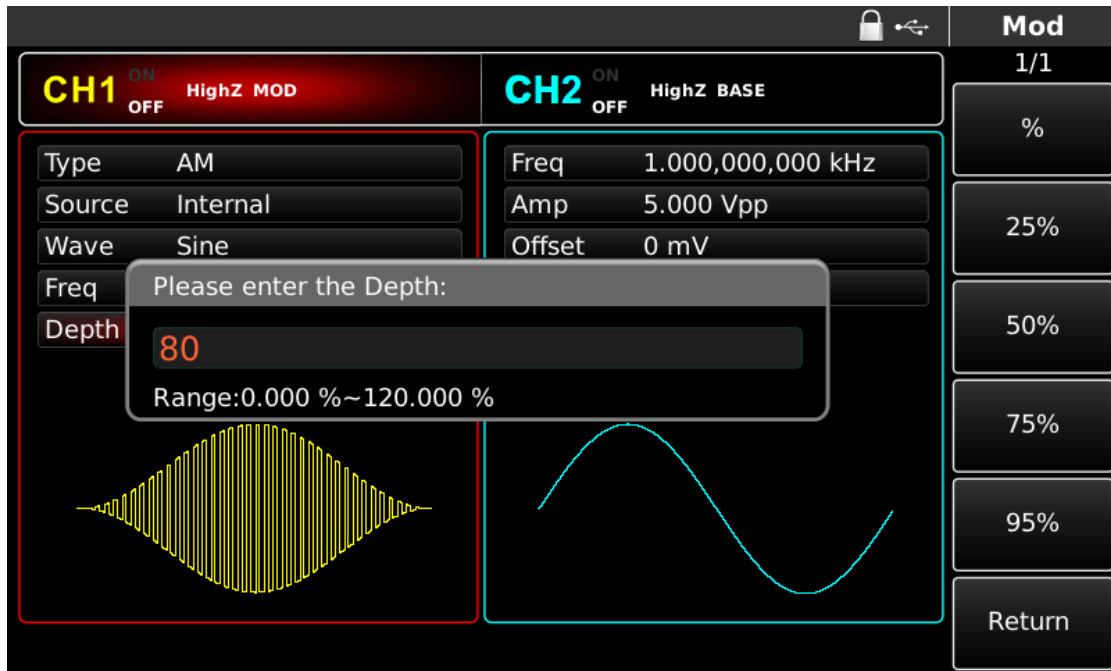 Mod
1/1
CH1 ON OFF HighZ MOD
CH2 ON OFF HighZ BASE
Type AM
Source Internal
Wave Sine
Freq
Depth
Freq 1.000,000,000 kHz
Amp 5.000 Vpp
Offset 0 mV
Please enter the Depth:
80
Range:0.000 %~120.000 %
%
25%
50%
75%
95%
Return